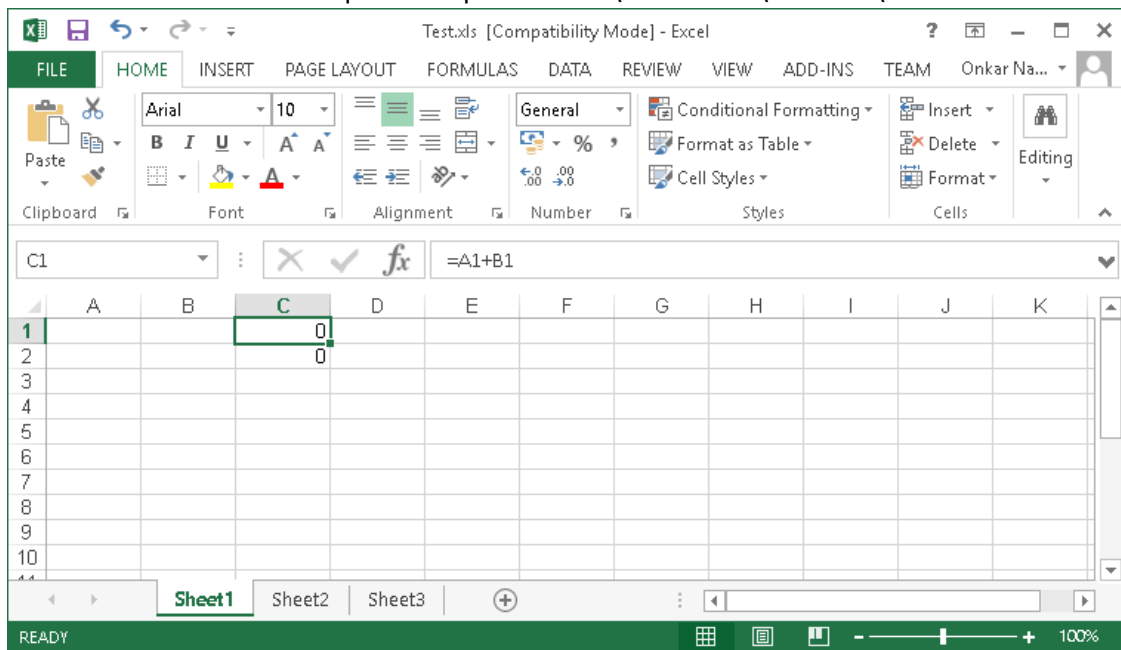 Test.xls [Compatibility Mode] - Excel ?
FILE HOME INSERT PAGE LAYOUT FORMULAS DATA REVIEW VIEW ADD-INS TEAM Onkar Na...
Arial 10 General Conditional Formatting Insert
B I U A A % , Format as Table Delete
Paste Editing
A .00 .00 Cell Styles Format
Clipboard Font Alignment Number Styles Cells
C1 fx =A1+B1
A B C D E F G H I J K
1 0
2 0
3
4
5
6
7
8
9
10
Sheet1 Sheet2 Sheet3
READY 100%